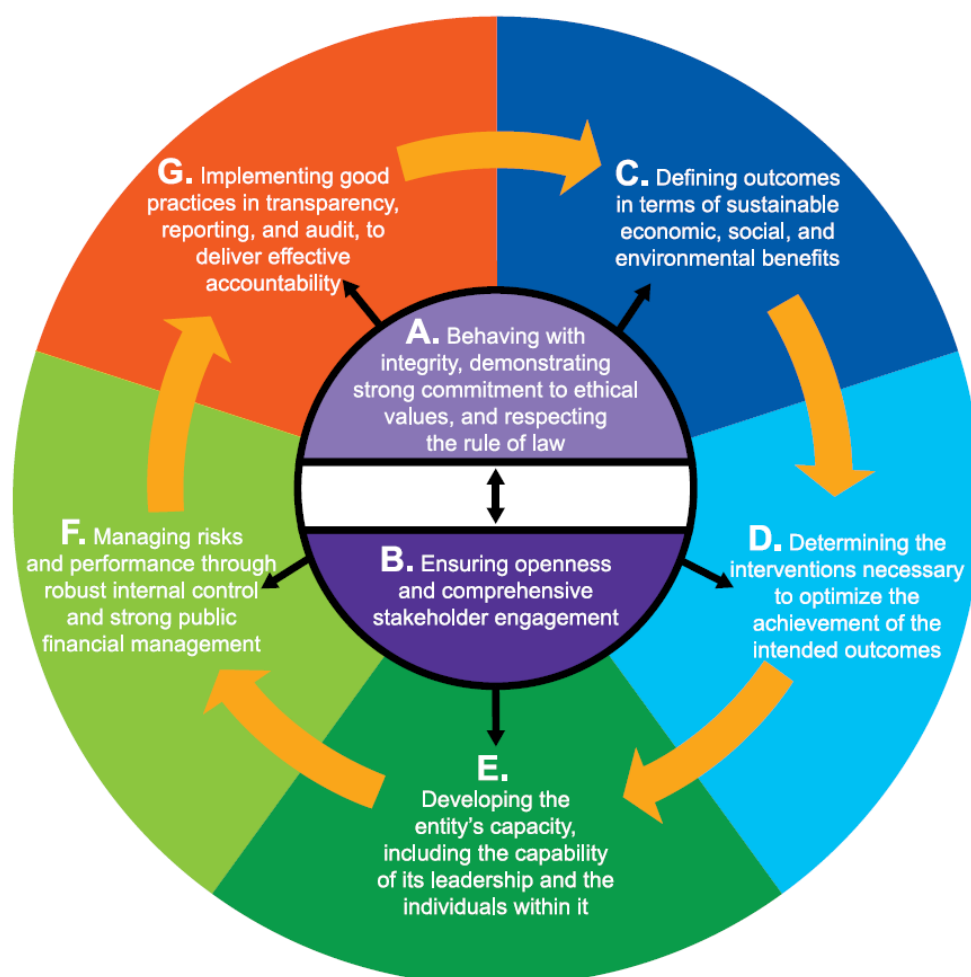 G. Implementing good
practices in transparency,
reporting, and audit, to
deliver effective
accountability
C. Defining outcomes
in terms of sustainable
economic, social, and
environmental benefits
A. Behaving with
integrity, demonstrating
strong commitment to ethical
values, and respecting
the rule of law
F. Managing risks
and performance through
robust internal control
and strong public
financial management
B. Ensuring openness
and comprehensive
stakeholder engagement
D. Determining the
interventions necessary
to optimize the
achievement of the
intended outcomes
E.
Developing the
entity’s capacity,
including the capability
of its leadership and the
individuals within it